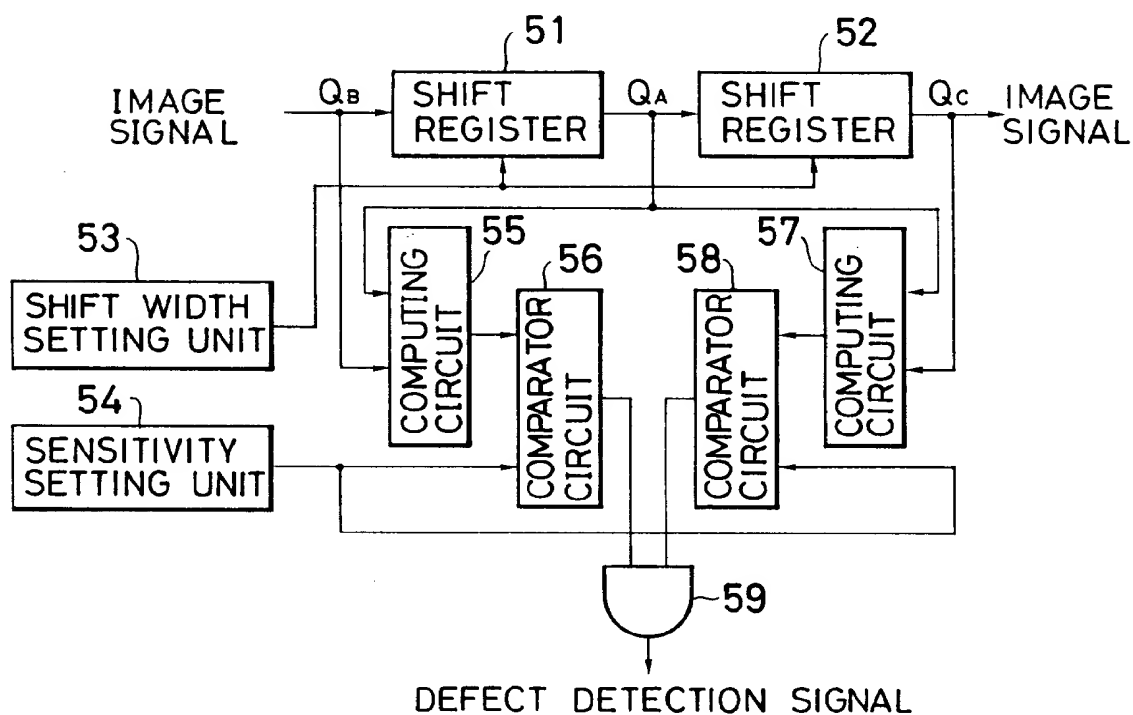 51
52
IMAGE
SIGNAL
QB
SHIFT
REGISTER
QA
SHIFT
REGISTER
QC
IMAGE
SIGNAL
53
SHIFT WIDTH
SETTING UNIT
54
SENSITIVITY
SETTING UNIT
55
COMPUTING
CIRCUIT
56
COMPARATOR
CIRCUIT
58
COMPARATOR
CIRCUIT
57
COMPUTING
CIRCUIT
59
DEFECT DETECTION SIGNAL